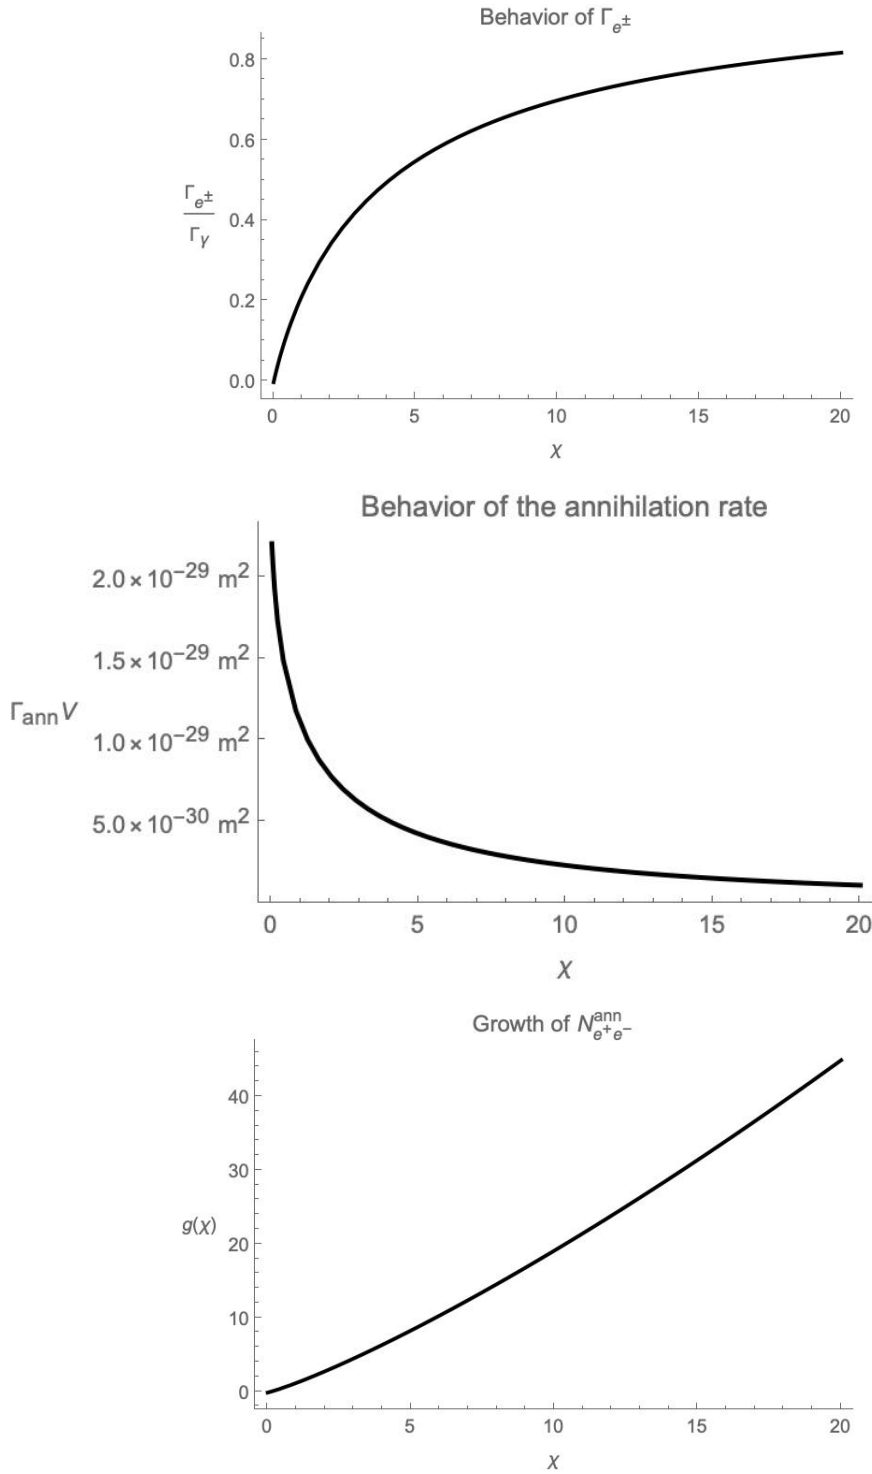 Behavior of Γe±
0.8
0.6
Γe±
Γγ
0.4
0.2
0.0
0 5 10 15 20
χ
Behavior of the annihilation rate
2.0×10−29 m2
1.5×10−29 m2
ΓannV
1.0×10−29 m2
5.0×10−30 m2
0 5 10 15 20
χ
Growth of Ne+e−ann
40
30
g(χ)
20
10
0
0 5 10 15 20
χ